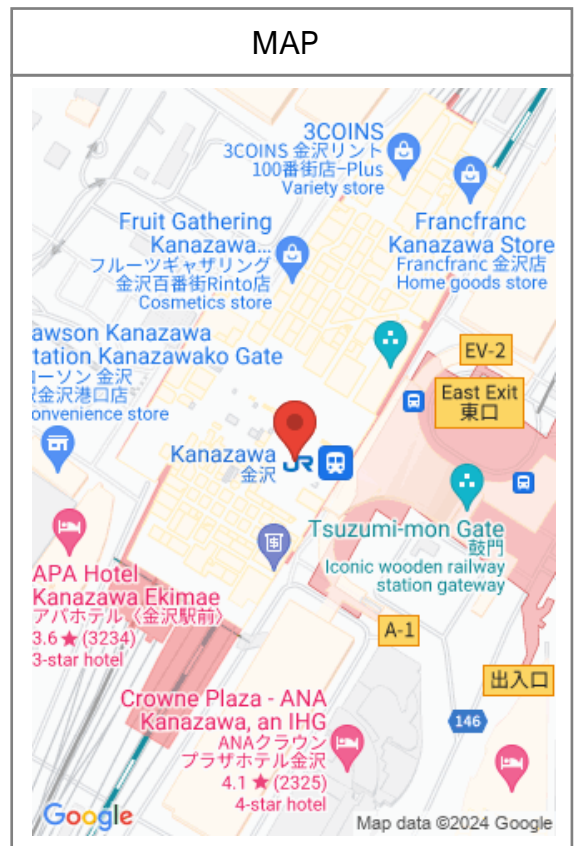 MAP
3COINS
3COINS 金沢リント
100番街店-Plus
Variety store
Francfranc
Kanazawa Store
Francfranc 金沢店
Home goods store
Fruit Gathering
Kanazawa...
フルーツギャザリング
金沢百番街Rinto店
Cosmetics store
awson Kanazawa
tation Kanazawako Gate
ローソン 金沢
R金沢港口店
onvenience store
EV-2
East Exit
東口
Kanazawa
金沢
JR
Tsuzumi-mon Gate
鼓門
Iconic wooden railway
station gateway
APA Hotel
Kanazawa Ekimae
アパホテル〈金沢駅前〉
3.6★(3234)
3-star hotel
A-1
出入口
146
Crowne Plaza - ANA
Kanazawa, an IHG
ANAクラウン
プラザホテル金沢
4.1★(2325)
4-star hotel
Google
Map data ©2024 Google